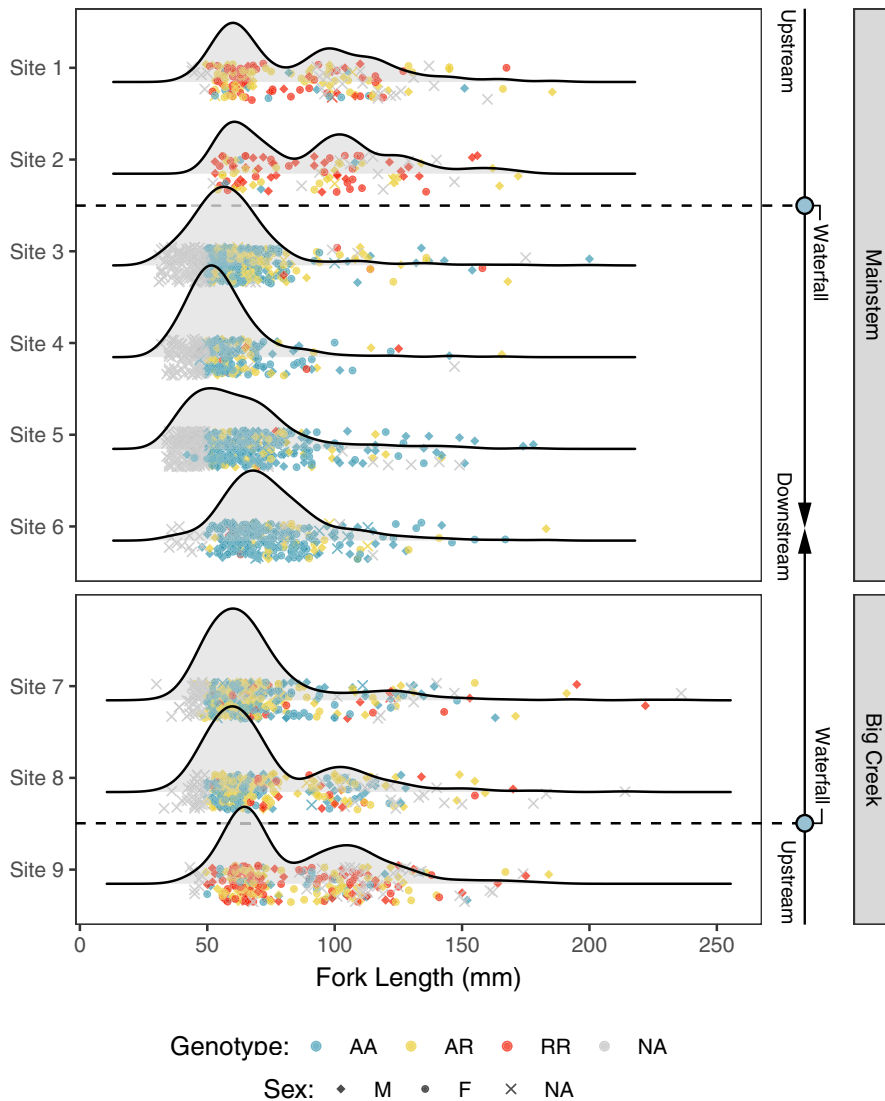 Site 1
Site 2
Site 3
Site 4
Site 5
Site 6
Upstream
Waterfall
Downstream
Mainstem
Site 7
Site 8
Site 9
Waterfall
Upstream
Big Creek
0 50 100 150 200 250
Fork Length (mm)
Genotype: AA AR RR NA
Sex: M F NA